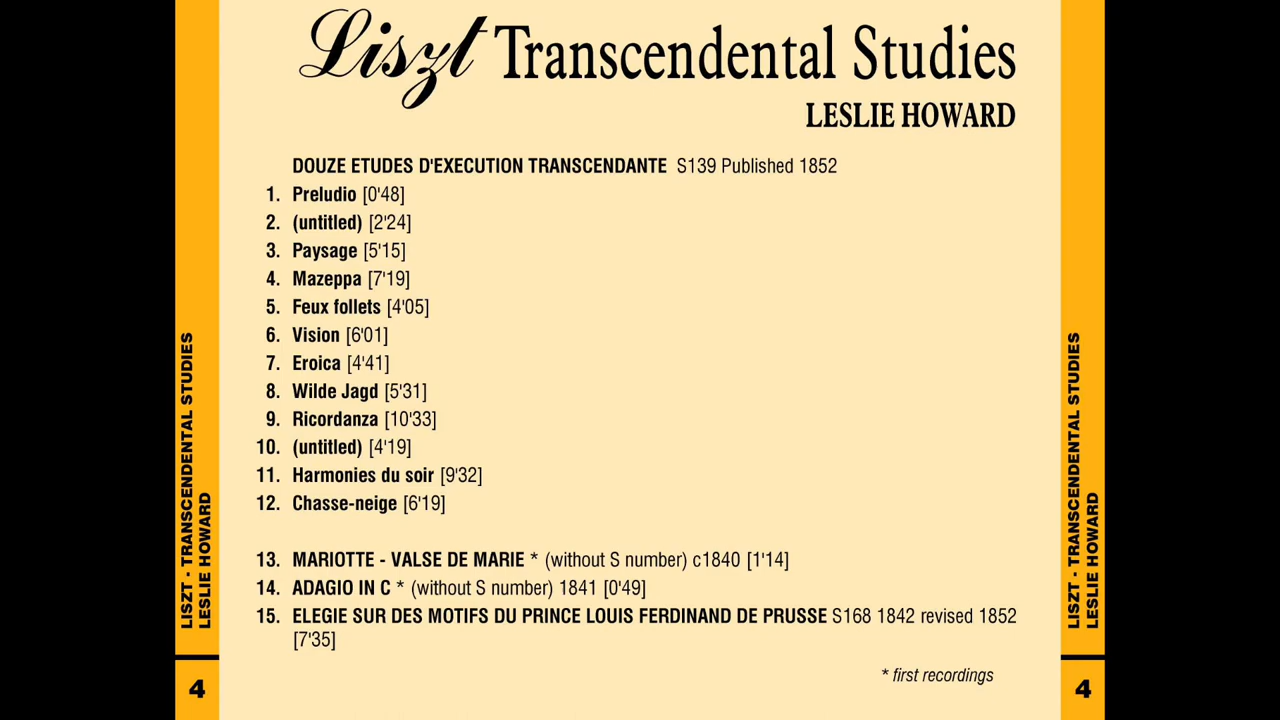 Liszt Transcendental Studies
LESLIE HOWARD
DOUZE ETUDES D'EXECUTION TRANSCENDANTE S139 Published 1852
1. Preludio [0'48]
2. (untitled) [2'24]
3. Paysage [5'15]
4. Mazeppa [7'19]
5. Feux follets [4'05]
6. Vision [6'01]
7. Eroica [4'41]
8. Wilde Jagd [5'31]
9. Ricordanza [10'33]
10. (untitled) [4'19]
11. Harmonies du soir [9'32]
12. Chasse-neige [6'19]
13. MARIOTTE - VALSE DE MARIE * (without S number) c1840 [1'14]
14. ADAGIO IN C * (without S number) 1841 [0'49]
15. ELEGIE SUR DES MOTIFS DU PRINCE LOUIS FERDINAND DE PRUSSE S168 1842 revised 1852
[7'35]
* first recordings
LISZT - TRANSCENDENTAL STUDIES
LESLIE HOWARD
4
LISZT - TRANSCENDENTAL STUDIES
LESLIE HOWARD
4